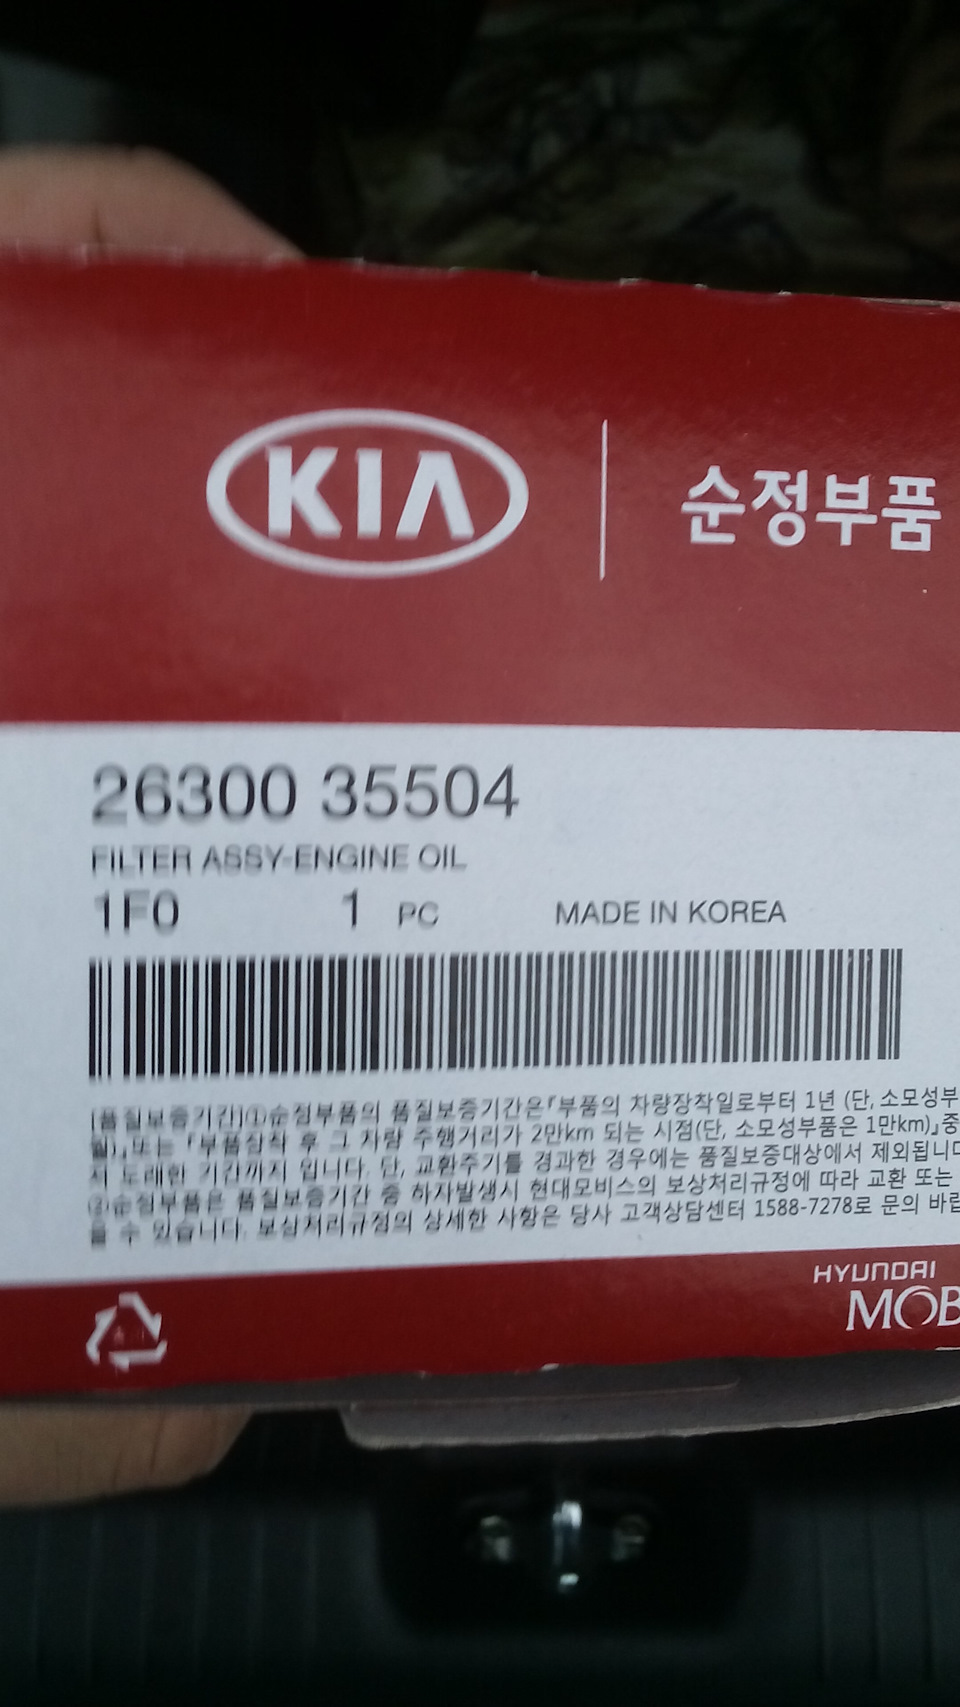 KIA 순정부품
26300 35504
FILTER ASSY-ENGINE OIL
1F0 1 PC MADE IN KOREA
[품질보증기간]①순정부품의 품질보증기간은『부품의 차량장착일로부터 1년 (단, 소모성부
월)』또는 『부품장착 후 그 차량 주행거리가 2만km 되는 시점(단, 소모성부품은 1만km)』중
저 도래한 기간까지 입니다. 단, 교환주기를 경과한 경우에는 품질보증대상에서 제외됩니다
②순정부품은 품질보증기간 중 하자발생시 현대모비스의 보상처리규정에 따라 교환 또는
을 수 있습니다. 보상처리규정의 상세한 사항은 당사 고객상담센터 1588-7278로 문의 바랍
HYUNDAI
MOB